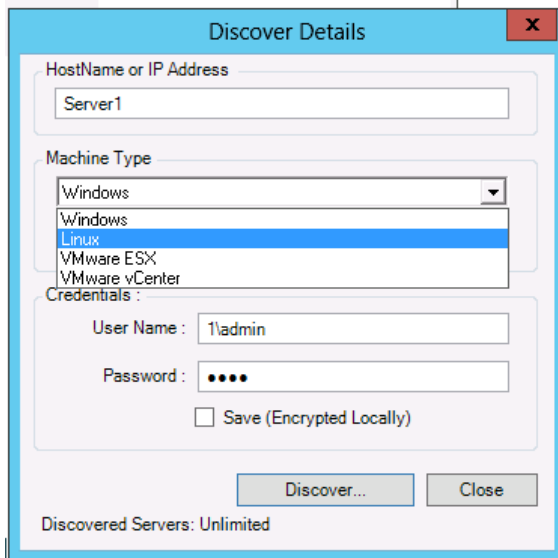 Discover Details
x
HostName or IP Address
Server1
Machine Type
Windows
Windows
Linux
VMware ESX
VMware vCenter
Credentials :
User Name : 1\admin
Password : ●●●●
Save (Encrypted Locally)
Discover... Close
Discovered Servers: Unlimited